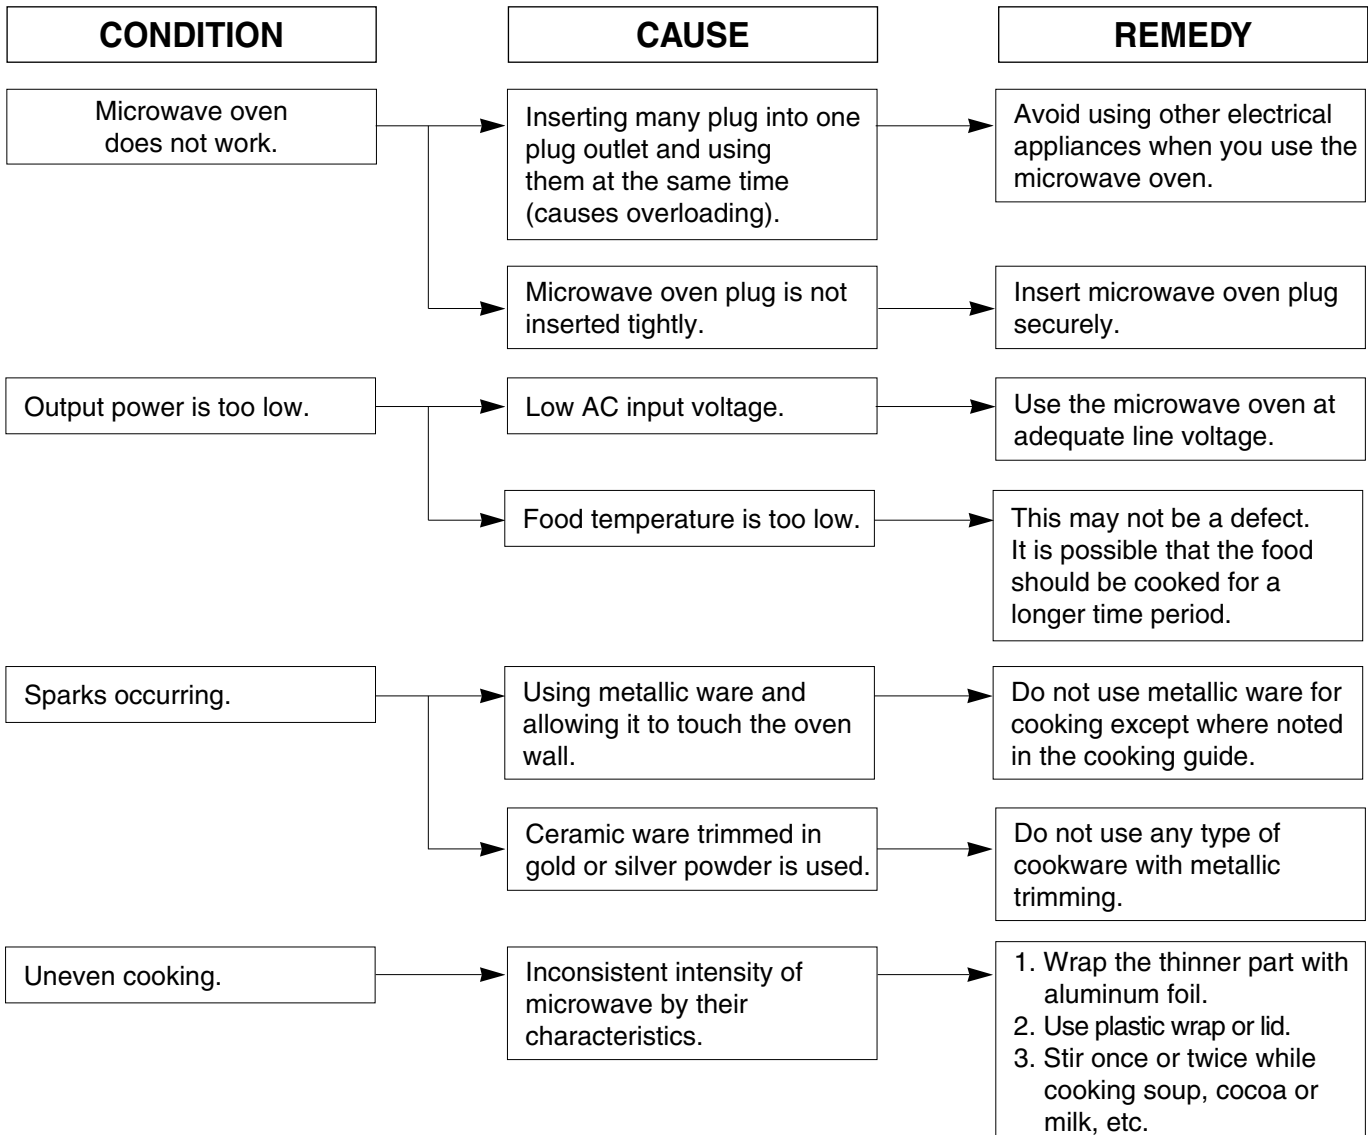 CONDITION
CAUSE
REMEDY
Microwave oven
does not work.
Inserting many plug into one
plug outlet and using
them at the same time
(causes overloading).
Avoid using other electrical
appliances when you use the
microwave oven.
Microwave oven plug is not
inserted tightly.
Insert microwave oven plug
securely.
Output power is too low.
Low AC input voltage.
Use the microwave oven at
adequate line voltage.
Food temperature is too low.
This may not be a defect.
It is possible that the food
should be cooked for a
longer time period.
Sparks occurring.
Using metallic ware and
allowing it to touch the oven
wall.
Do not use metallic ware for
cooking except where noted
in the cooking guide.
Ceramic ware trimmed in
gold or silver powder is used.
Do not use any type of
cookware with metallic
trimming.
Uneven cooking.
Inconsistent intensity of
microwave by their
characteristics.
1. Wrap the thinner part with
aluminum foil.
2. Use plastic wrap or lid.
3. Stir once or twice while
cooking soup, cocoa or
milk, etc.